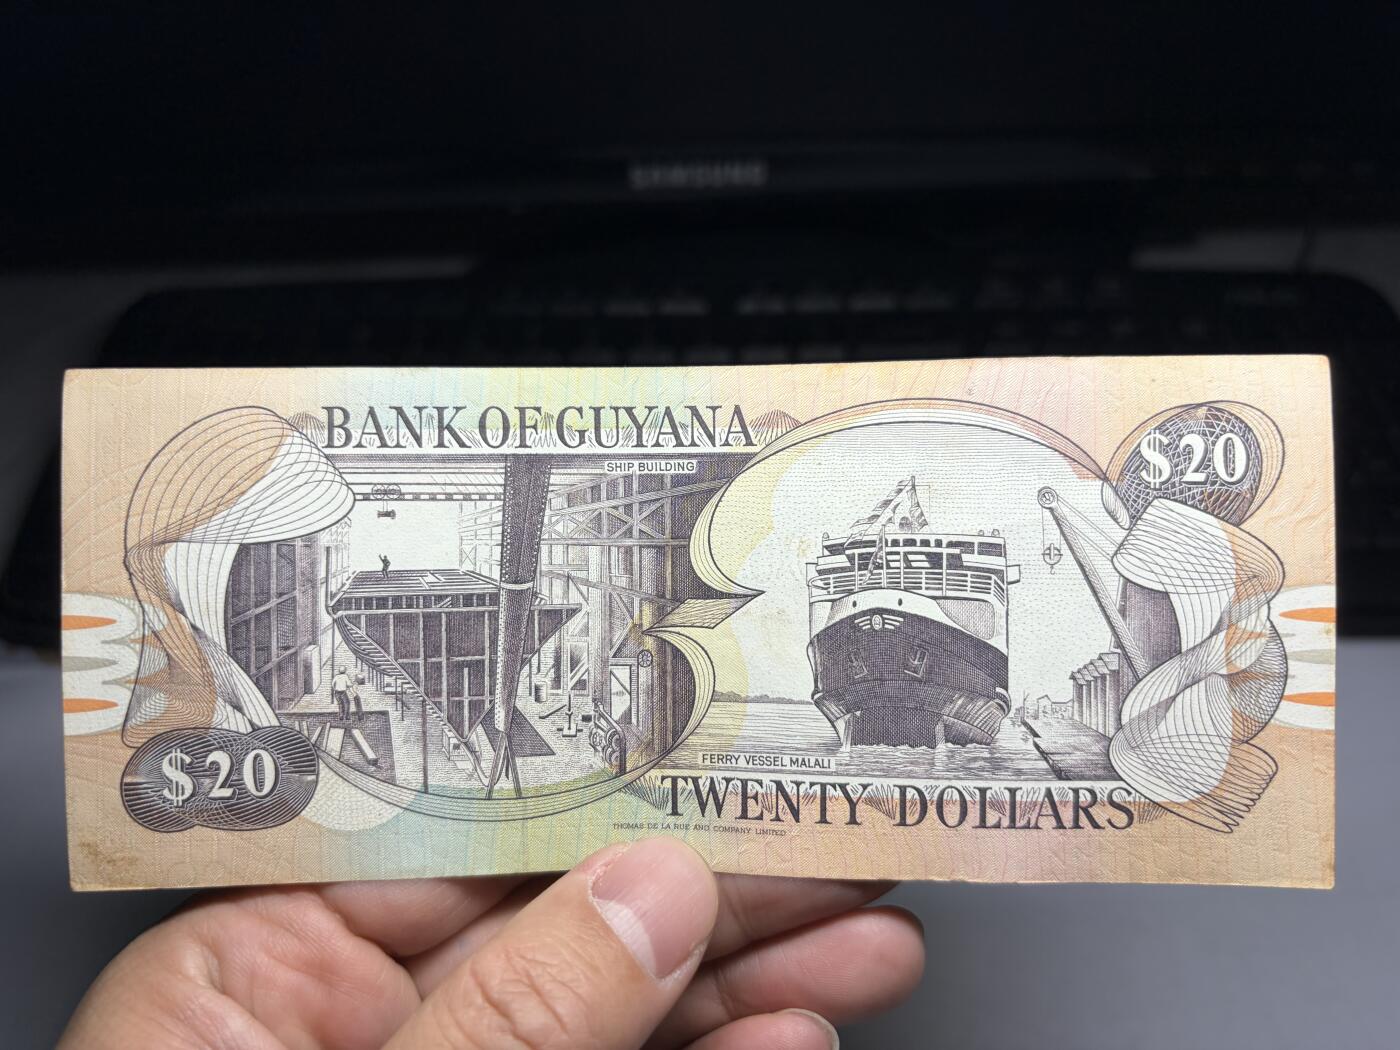 SAMSUNG
BANK OF GUYANA
SHIP BUILDING
$20
$20
FERRY VESSEL MALALI
TWENTY DOLLARS
THOMAS DE LA RUE AND COMPANY LIMITED